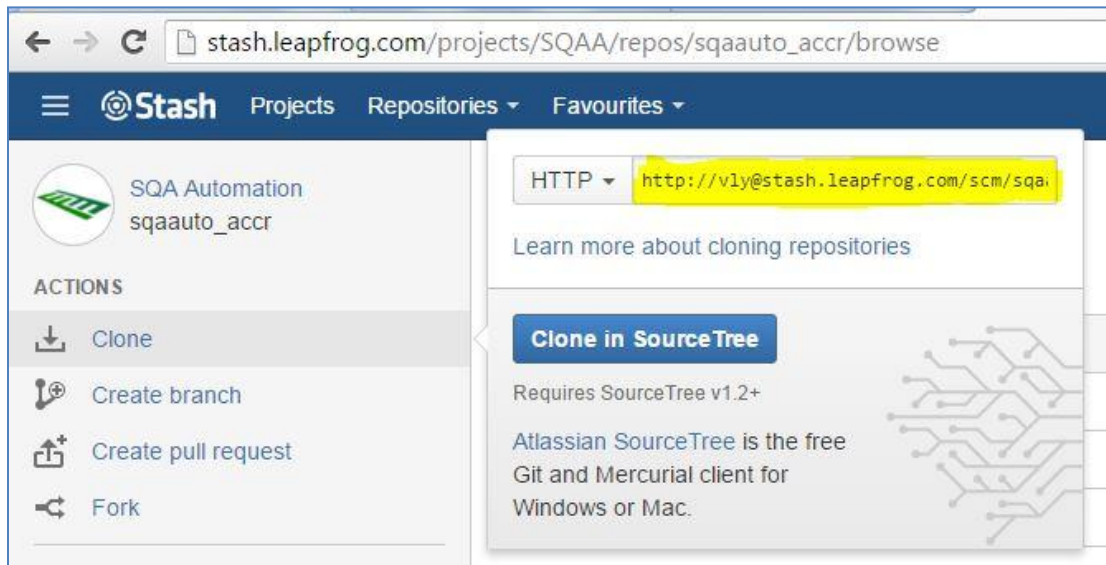 stash.leapfrog.com/projects/SQAA/repos/sqaauto_accr/browse
Stash Projects Repositories Favourites
SQA Automation
sqaauto_accr
ACTIONS
Clone
Create branch
Create pull request
Fork
HTTP http://vly@stash.leapfrog.com/scm/sqaa
Learn more about cloning repositories
Clone in SourceTree
Requires SourceTree v1.2+
Atlassian SourceTree is the free
Git and Mercurial client for
Windows or Mac.